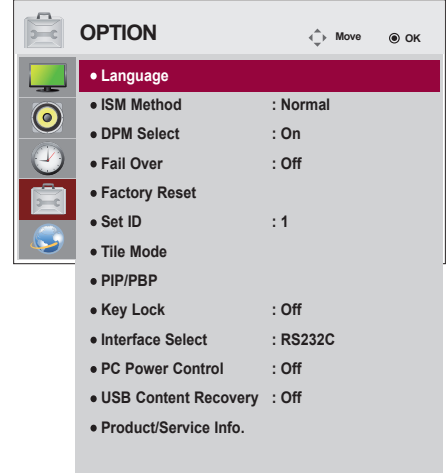 OPTION Move OK
● Language
● ISM Method : Normal
● DPM Select : On
● Fail Over : Off
● Factory Reset
● Set ID : 1
● Tile Mode
● PIP/PBP
● Key Lock : Off
● Interface Select : RS232C
● PC Power Control : Off
● USB Content Recovery : Off
● Product/Service Info.